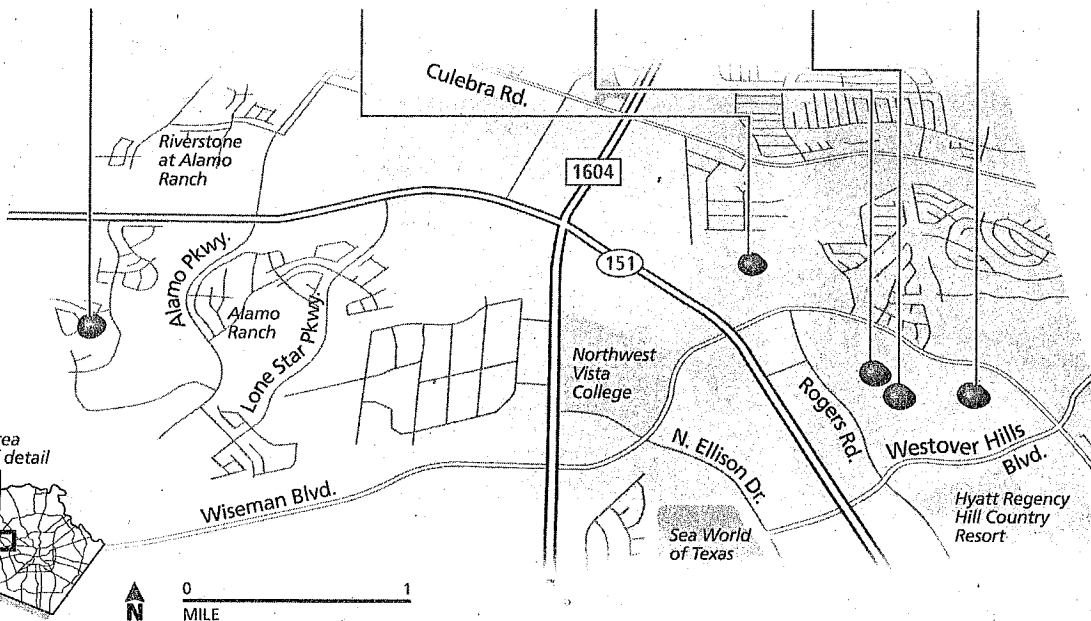 Culebra Rd.
Riverstone
at Alamo
Ranch
1604
151
Alamo Pkwy.
Alamo
Ranch
Lone Star Pkwy.
Northwest
Vista
College
Rogers Rd.
Westover Hills
Blvd.
N. Ellison Dr.
Wiseman Blvd.
Hyatt Regency
Hill Country
Resort
Sea World
of Texas
detail
N
0 1
MILE